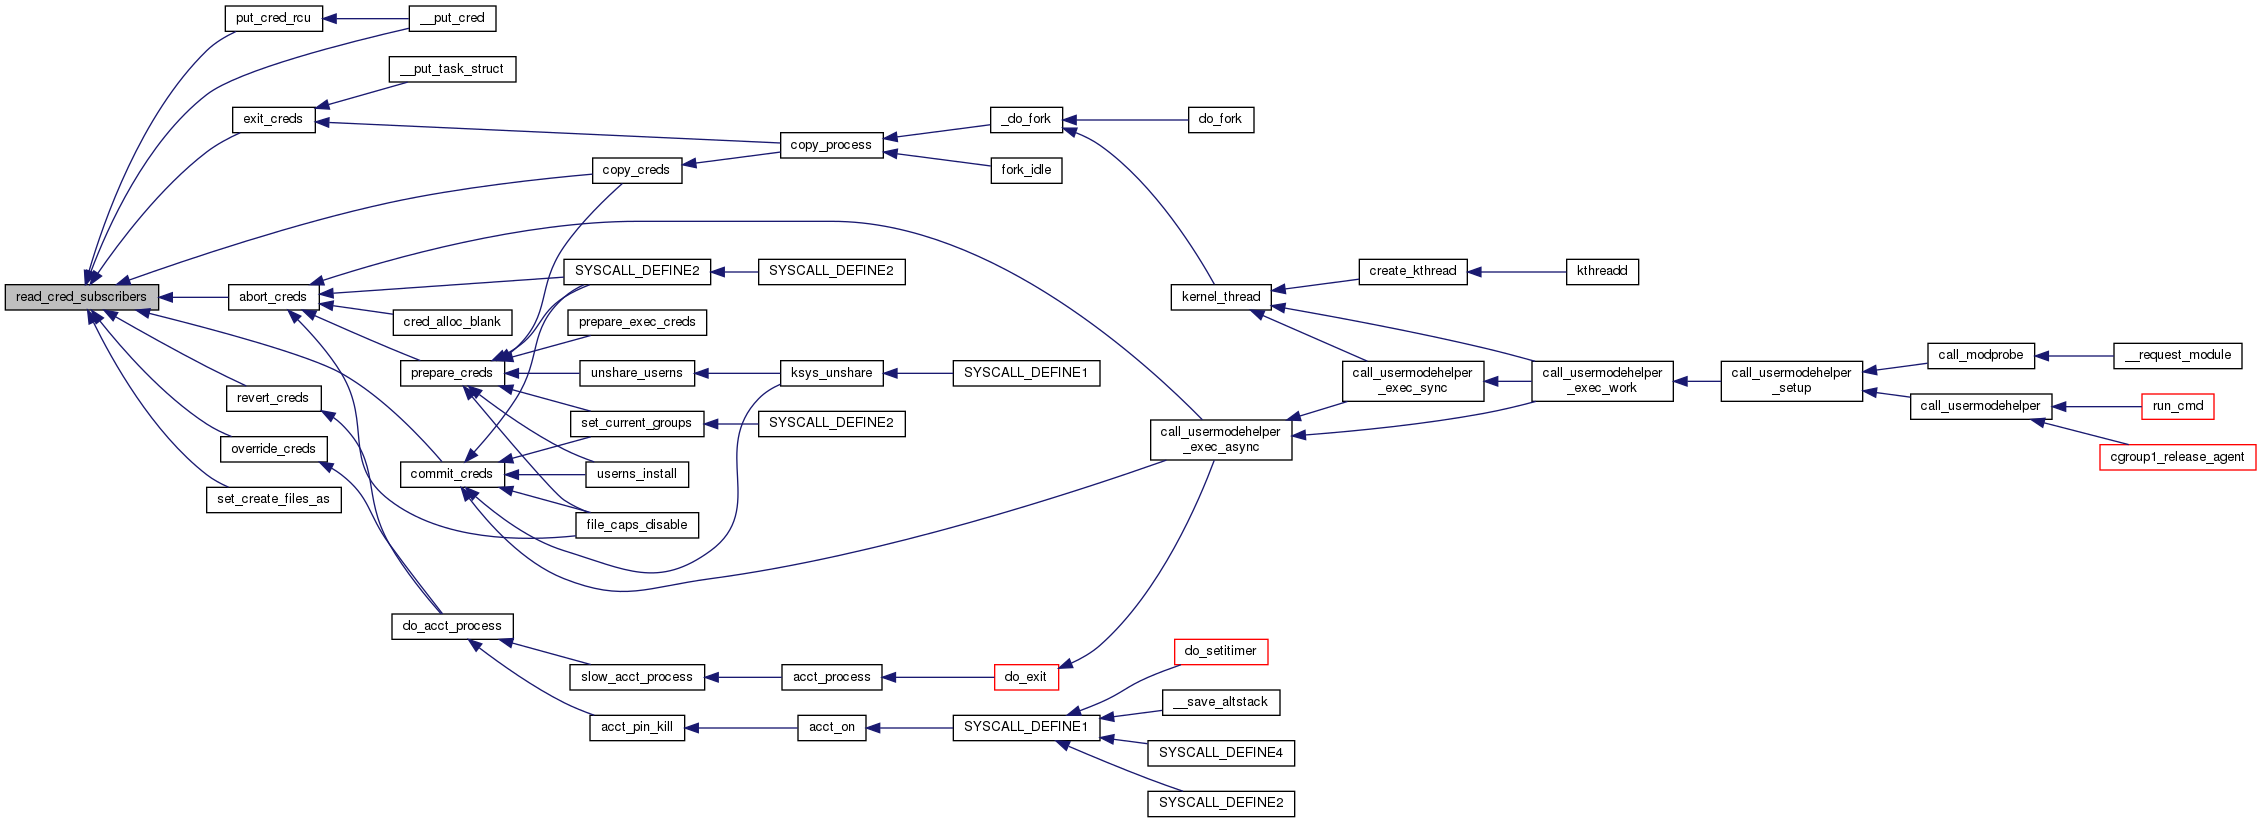 put_cred_rcu
__put_cred
__put_task_struct
exit_creds
_do_fork
do_fork
copy_process
copy_creds
fork_idle
SYSCALL_DEFINE2
SYSCALL_DEFINE2
create_kthread
kthreadd
read_cred_subscribers
abort_creds
kernel_thread
cred_alloc_blank
prepare_exec_creds
call_modprobe
__request_module
prepare_creds
unshare_userns
ksys_unshare
SYSCALL_DEFINE1
call_usermodehelper
_exec_sync
call_usermodehelper
_exec_work
call_usermodehelper
_setup
revert_creds
call_usermodehelper
run_cmd
set_current_groups
SYSCALL_DEFINE2
call_usermodehelper
_exec_async
override_creds
cgroup1_release_agent
commit_creds
userns_install
set_create_files_as
file_caps_disable
do_acct_process
do_setitimer
slow_acct_process
acct_process
do_exit
__save_altstack
acct_pin_kill
acct_on
SYSCALL_DEFINE1
SYSCALL_DEFINE4
SYSCALL_DEFINE2